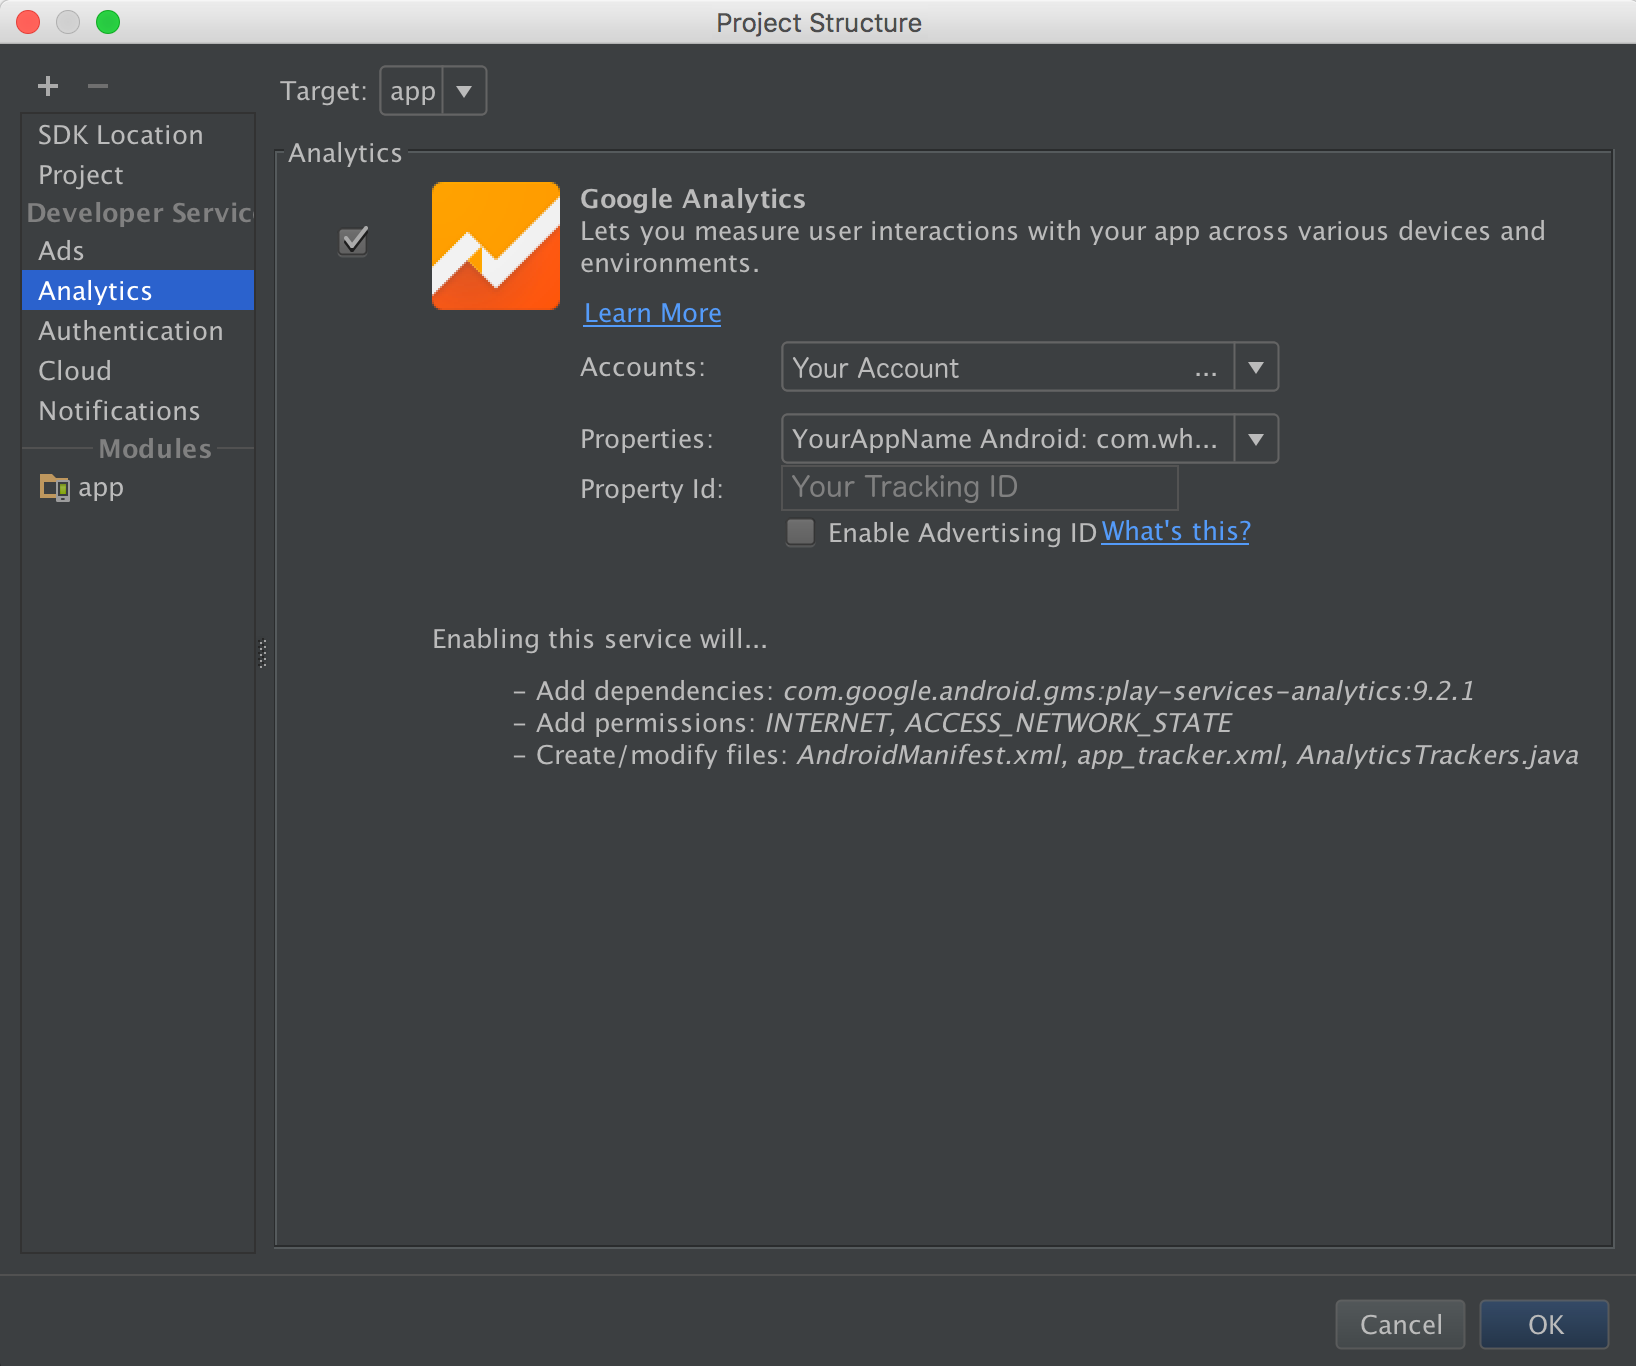 Project Structure
Target: app
SDK Location
Project
Developer Servic
Ads
Analytics
Authentication
Cloud
Notifications
Modules
app
Analytics
Google Analytics
Lets you measure user interactions with your app across various devices and
environments.
Learn More
Accounts: Your Account ...
Properties: YourAppName Android: com.wh...
Property Id: Your Tracking ID
Enable Advertising ID What's this?
Enabling this service will...
– Add dependencies: com.google.android.gms:play-services-analytics:9.2.1
– Add permissions: INTERNET, ACCESS_NETWORK_STATE
– Create/modify files: AndroidManifest.xml, app_tracker.xml, AnalyticsTrackers.java
Cancel OK